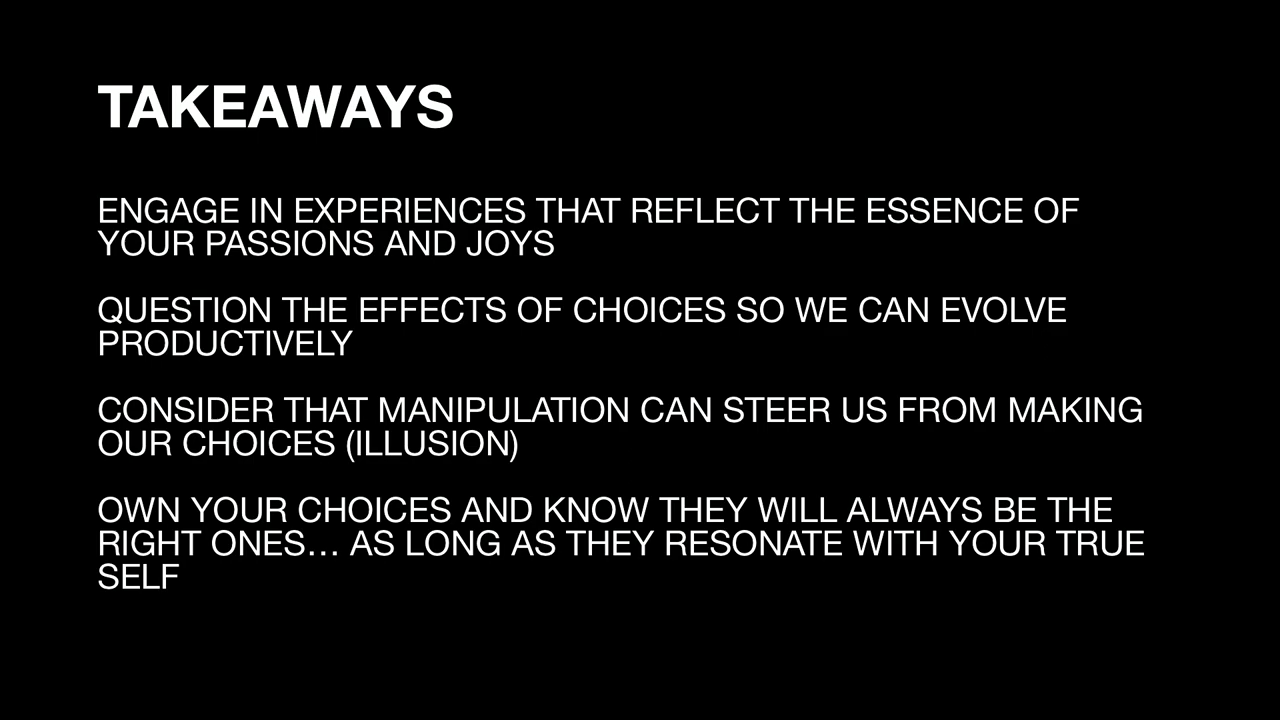 TAKEAWAYS
ENGAGE IN EXPERIENCES THAT REFLECT THE ESSENCE OF
YOUR PASSIONS AND JOYS
QUESTION THE EFFECTS OF CHOICES SO WE CAN EVOLVE
PRODUCTIVELY
CONSIDER THAT MANIPULATION CAN STEER US FROM MAKING
OUR CHOICES (ILLUSION)
OWN YOUR CHOICES AND KNOW THEY WILL ALWAYS BE THE
RIGHT ONES... AS LONG AS THEY RESONATE WITH YOUR TRUE
SELF